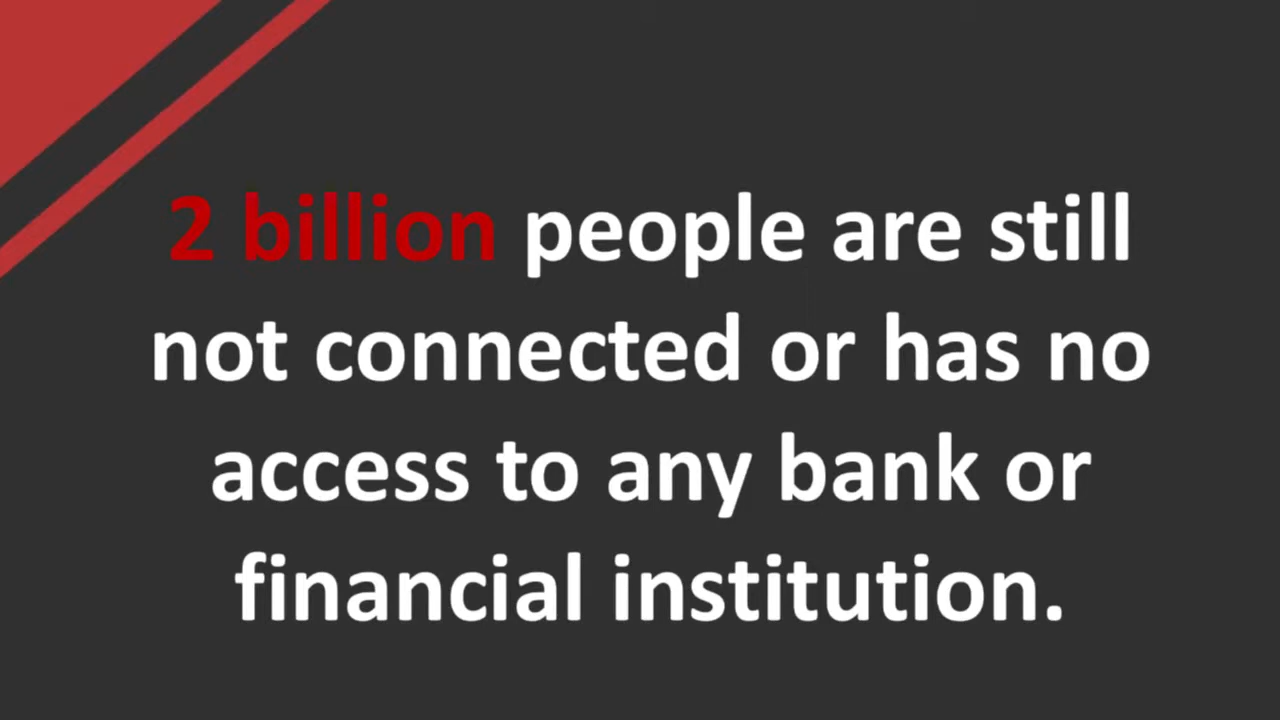 2 billion people are still
not connected or has no
access to any bank or
financial institution.